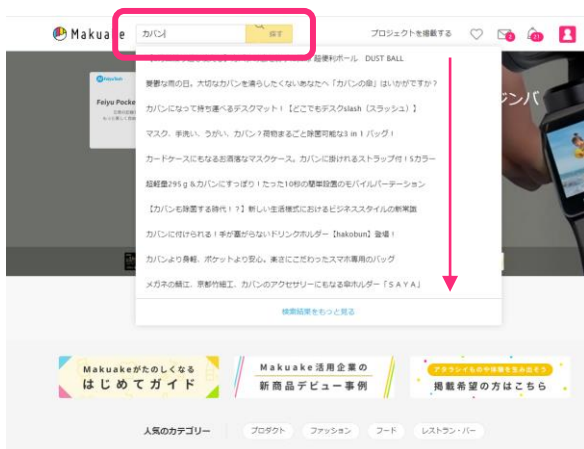 Makuake
カバン
探す
プロジェクトを掲載する
2
21
超便利ボール DUST BALL
憂鬱な雨の日。大切なカバンを濡らしたくないあなたへ「カバンの傘」はいかがですか?
カバンになって持ち運べるデスクマット!【どこでもデスクslash(スラッシュ)】
マスク、手洗い、うがい、カバン?荷物まるごと除菌可能な3 in 1 バッグ!
カードケースにもなるお洒落なマスクケース。カバンに掛けれるストラップ付!5カラー
超軽量295g&カバンにすっぽり!たった10秒の簡単設置のモバイルパーテーション
【カバンも除菌する時代!?】新しい生活様式におけるビジネススタイルの新常識
カバンに付けられる!手が塞がらないドリンクホルダー【hakobun】登場!
カバンより身軽、ポケットより安心。楽さにこだわったスマホ専用のバッグ
メガネの鯖江、京都竹細工、カバンのアクセサリーにもなる傘ホルダー「SAYA」
検索結果をもっと見る
Feiyu Pocke
ジンバ
Makuakeがたのしくなる
はじめてガイド
Makuake活用企業の
新商品デビュー事例
アタラシイものや体験を生み出そう
掲載希望の方はこちら
人気のカテゴリー
プロダクト
ファッション
フード
レストラン・バー